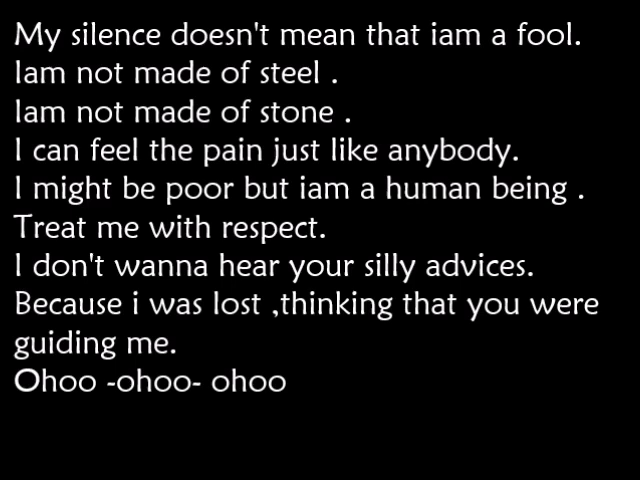 My silence doesn't mean that iam a fool.
Iam not made of steel .
Iam not made of stone .
I can feel the pain just like anybody.
I might be poor but iam a human being .
Treat me with respect.
I don't wanna hear your silly advices.
Because i was lost ,thinking that you were
guiding me.
Ohoo -ohoo- ohoo